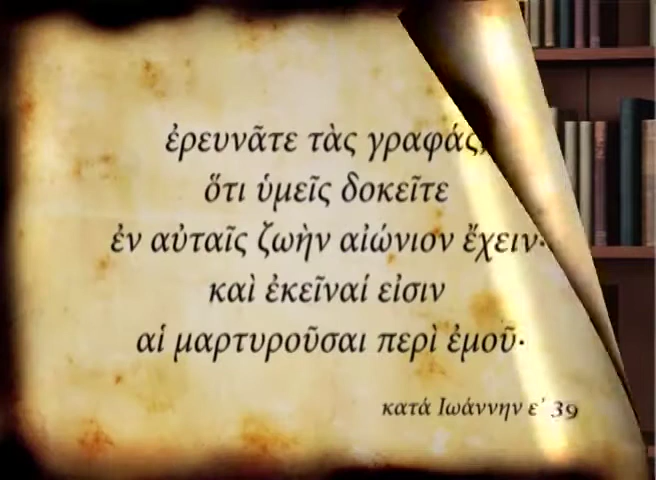 ἐρευνᾶτε τὰς γραφάς,
ὅτι ὑμεῖς δοκεῖτε
ἐν αὐταῖς ζωὴν αἰώνιον ἔχειν·
καὶ ἐκεῖναί εἰσιν
αἱ μαρτυροῦσαι περὶ ἐμοῦ·
κατά Ιωάννην ε΄ 39